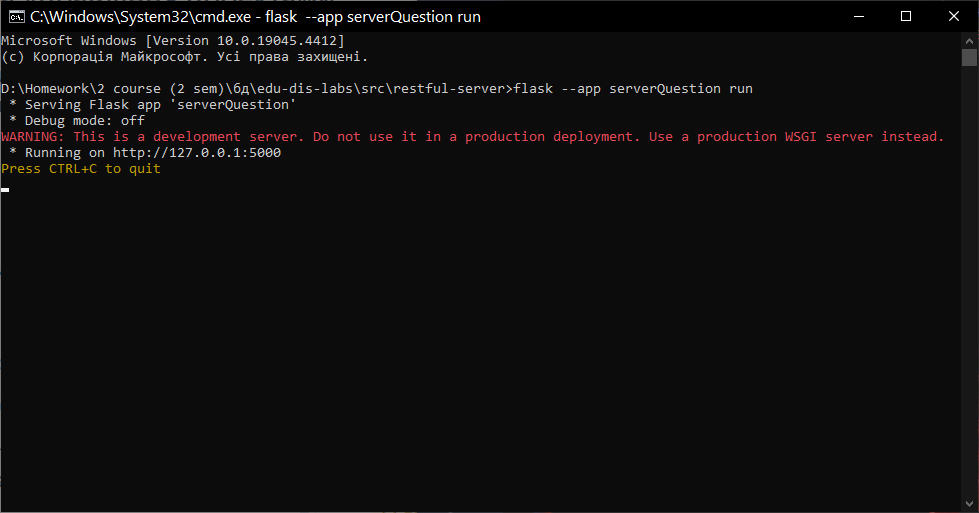 C:\Windows\System32\cmd.exe - flask  --app serverQuestion run
Microsoft Windows [Version 10.0.19045.4412]
(c) Корпорація Майкрософт. Усі права захищені.
D:\Homework\2 course (2 sem)\бд\edu-dis-labs\src\restful-server>flask --app serverQuestion run
 * Serving Flask app 'serverQuestion'
 * Debug mode: off
WARNING: This is a development server. Do not use it in a production deployment. Use a production WSGI server instead.
 * Running on http://127.0.0.1:5000
Press CTRL+C to quit